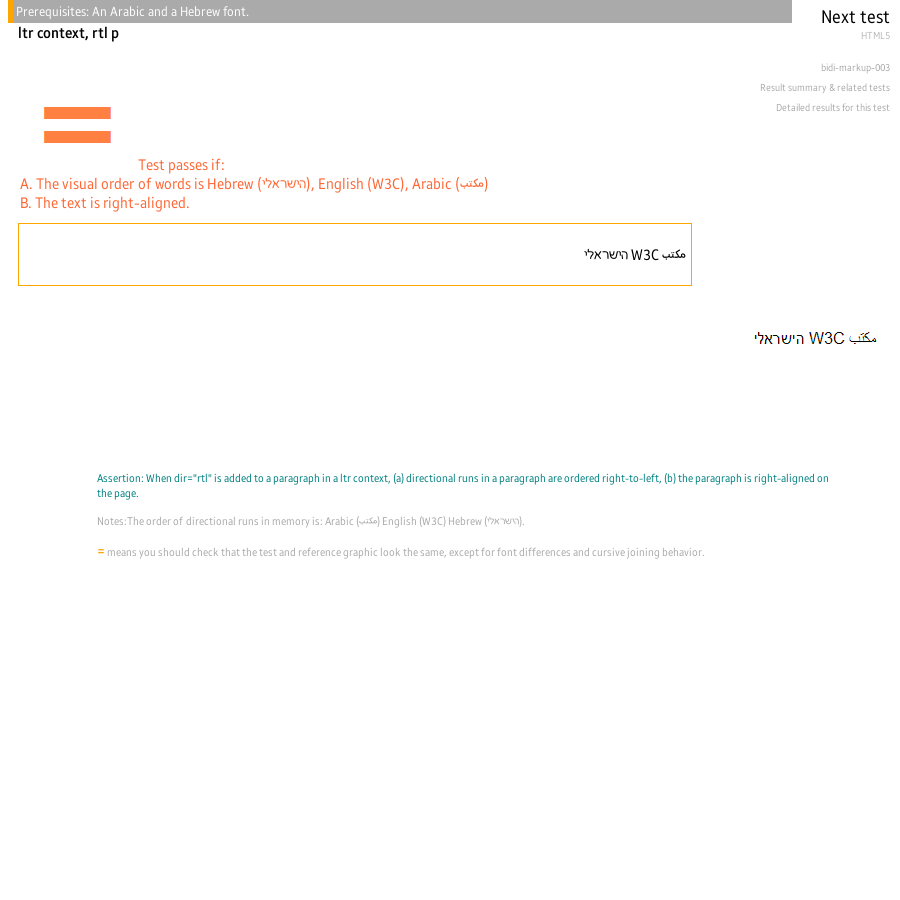 Prerequisites: An Arabic and a Hebrew font.
Next test
ltr context, rtl p
HTML5
bidi-markup-003
Result summary & related tests
Detailed results for this test
Test passes if:
A. The visual order of words is Hebrew (הישראלי), English (W3C), Arabic (مكتب)
B. The text is right-aligned.
مكتب W3C הישראלי
مكتب W3C הישראלי
Assertion: When dir="rtl" is added to a paragraph in a ltr context, (a) directional runs in a paragraph are ordered right-to-left, (b) the paragraph is right-aligned on
the page.
Notes:The order of directional runs in memory is: Arabic (مكتب) English (W3C) Hebrew (הישראלי).
= means you should check that the test and reference graphic look the same, except for font differences and cursive joining behavior.